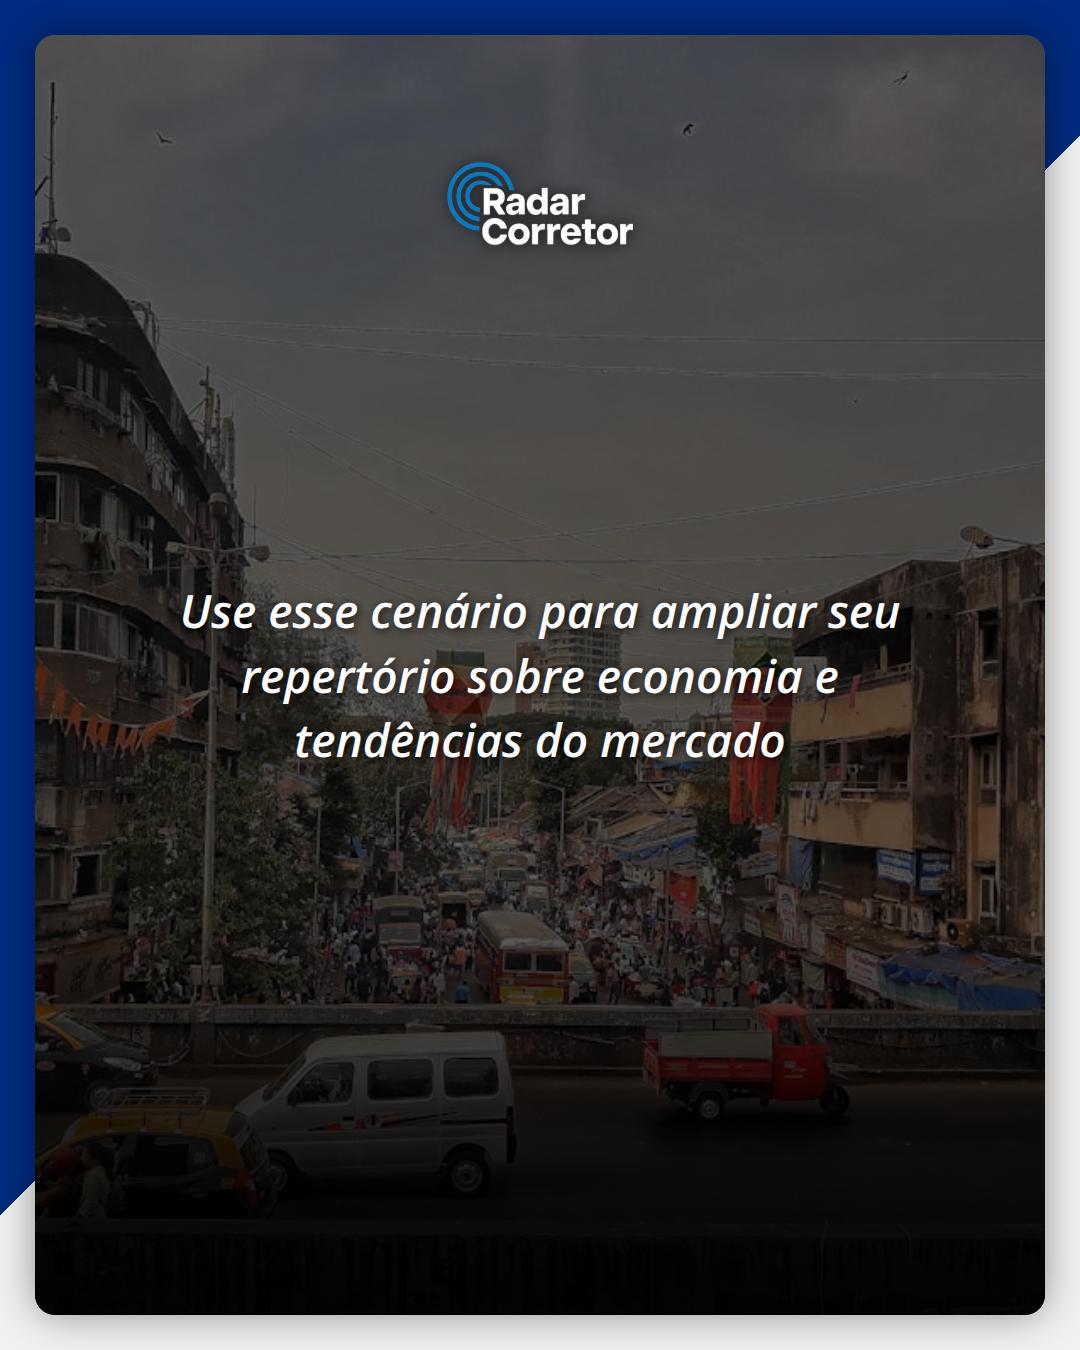 Radar
Corretor
Use esse cenário para ampliar seu
repertório sobre economia e
tendências do mercado